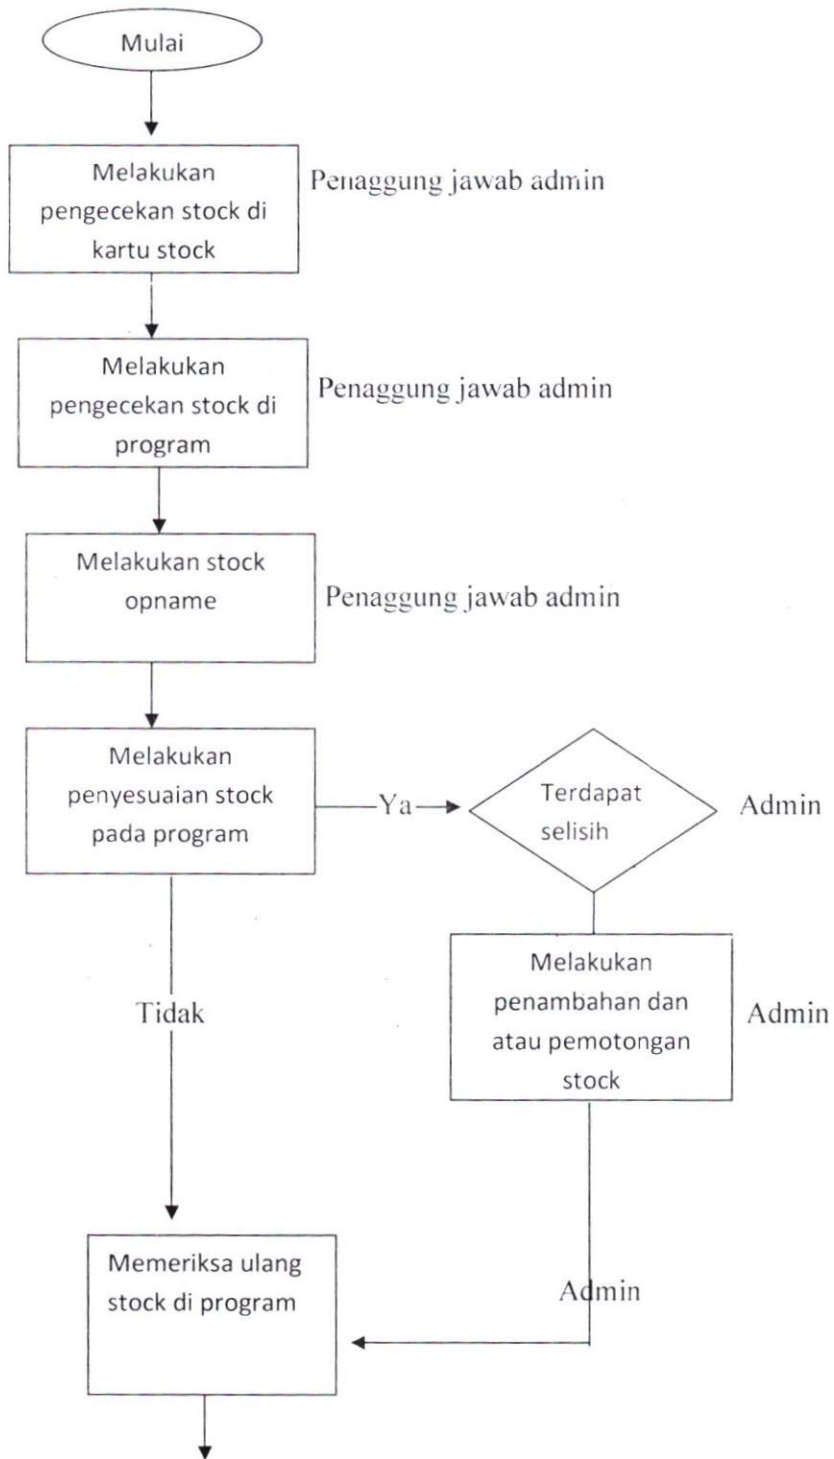 Mulai
Melakukan
pengecekan stock di
kartu stock
Penaggung jawab admin
Melakukan
pengecekan stock di
program
Penaggung jawab admin
Melakukan stock
opname
Penaggung jawab admin
Melakukan
penyesuaian stock
pada program
Ya
Terdapat
selisih
Admin
Melakukan
penambahan dan
atau pemotongan
stock
Admin
Tidak
Memeriksa ulang
stock di program
Admin